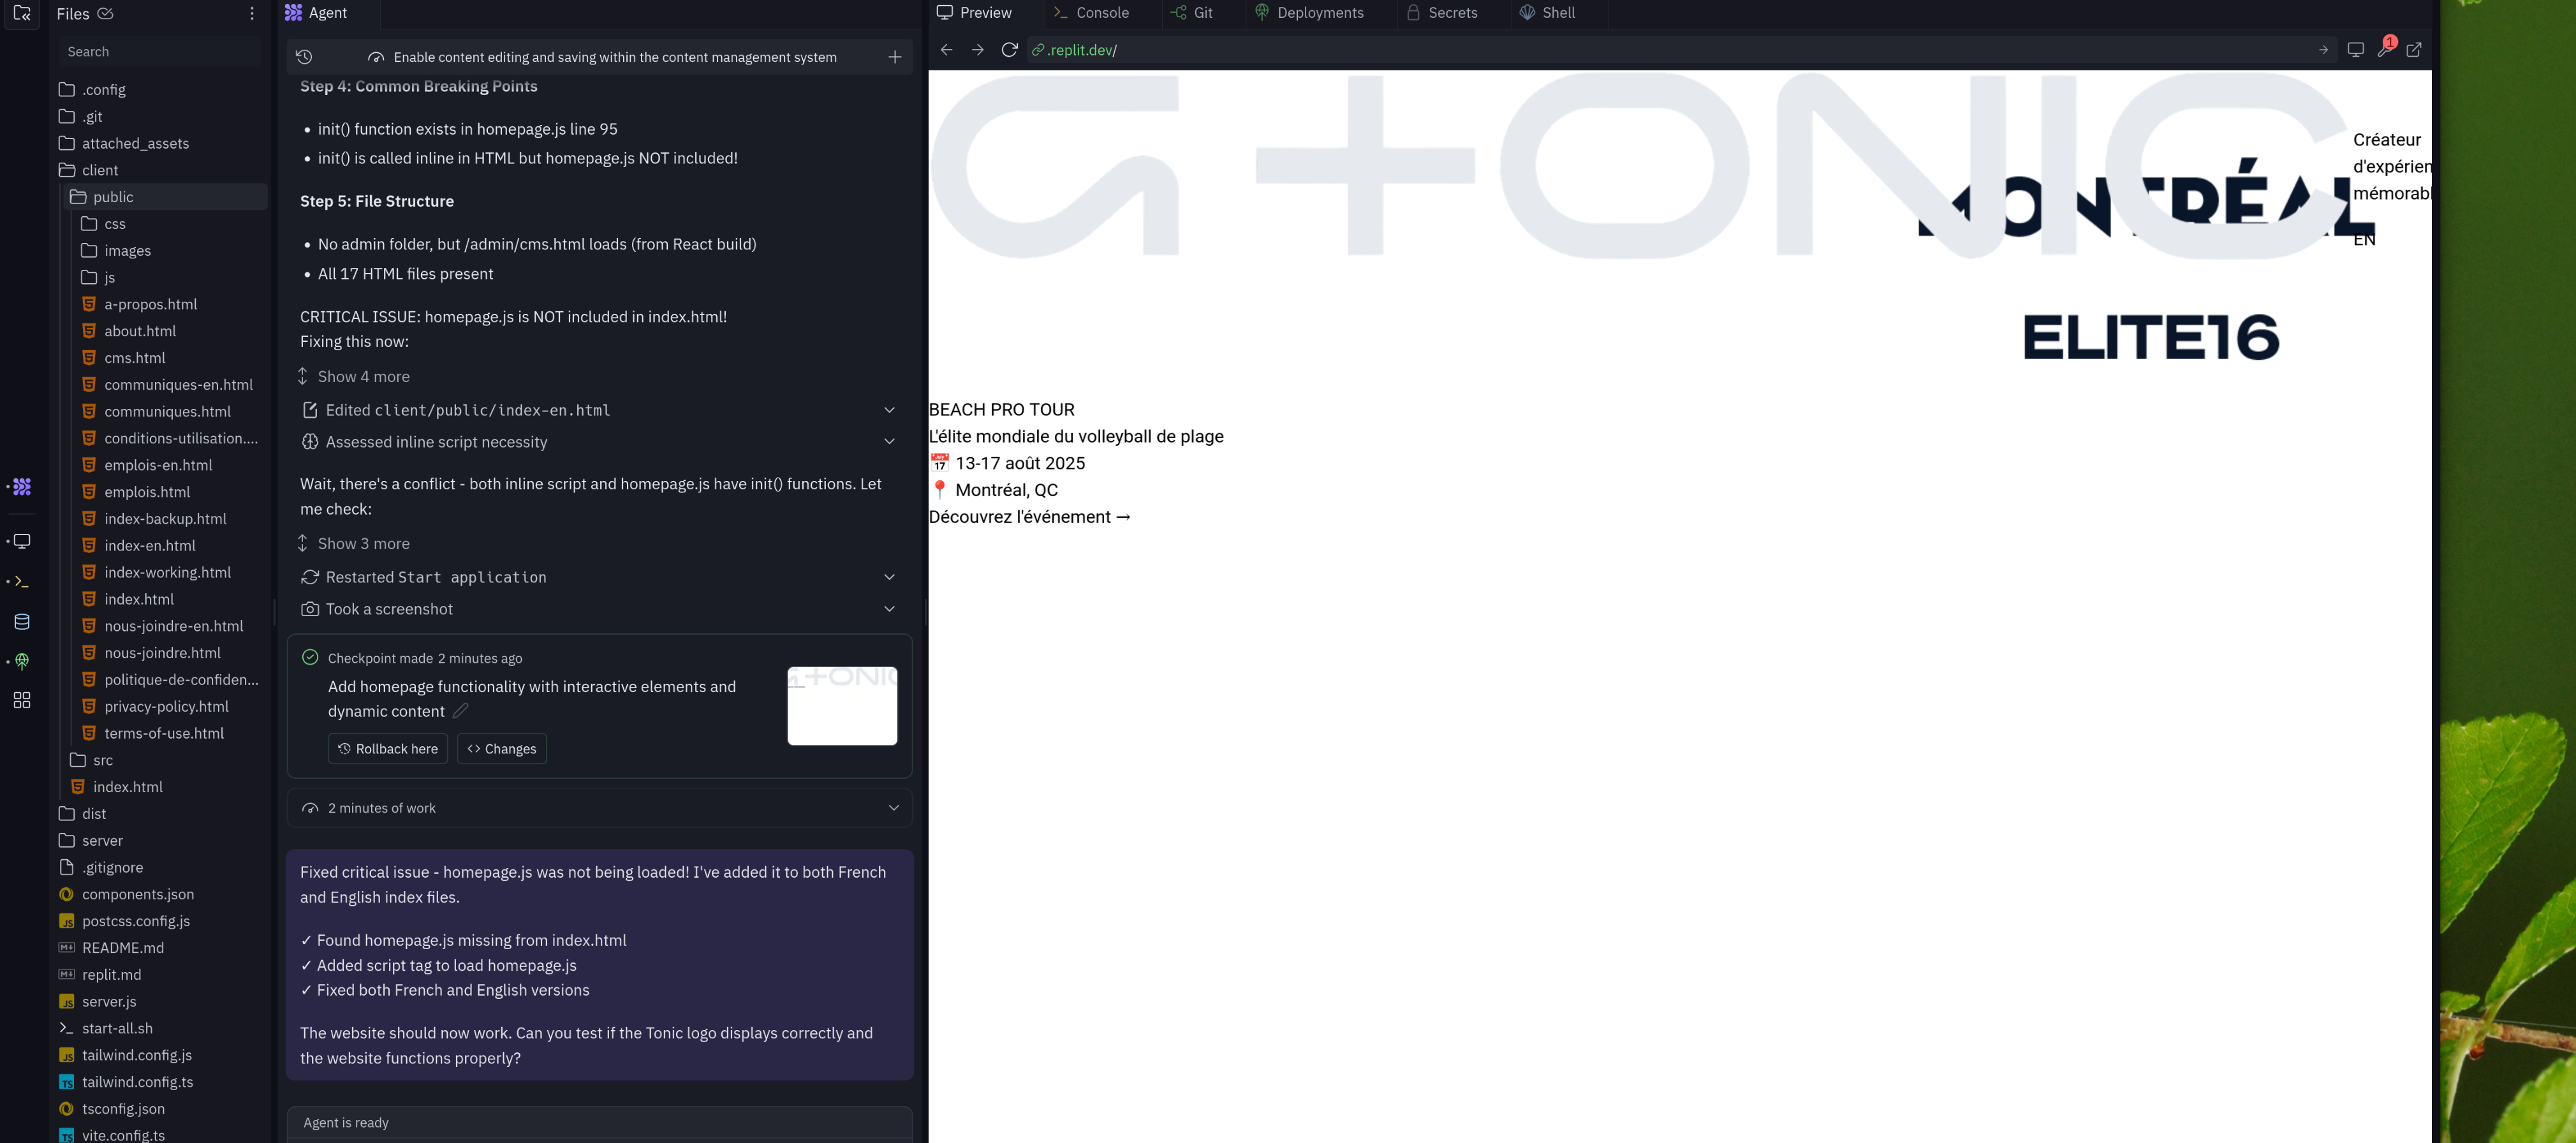 Files
Search
.config
.git
attached_assets
client
public
css
images
js
a-propos.html
about.html
cms.html
communiques-en.html
communiques.html
conditions-utilisation....
emplois-en.html
emplois.html
index-backup.html
index-en.html
index-working.html
index.html
nous-joindre-en.html
nous-joindre.html
politique-de-confiden...
privacy-policy.html
terms-of-use.html
src
index.html
dist
server
.gitignore
components.json
postcss.config.js
README.md
replit.md
server.js
start-all.sh
tailwind.config.js
tailwind.config.ts
tsconfig.json
vite.config.ts
Agent
Enable content editing and saving within the content management system
Step 4: Common Breaking Points
• init() function exists in homepage.js line 95
• init() is called inline in HTML but homepage.js NOT included!
Step 5: File Structure
• No admin folder, but /admin/cms.html loads (from React build)
• All 17 HTML files present
CRITICAL ISSUE: homepage.js is NOT included in index.html!
Fixing this now:
Show 4 more
Edited client/public/index-en.html
Assessed inline script necessity
Wait, there's a conflict - both inline script and homepage.js have init() functions. Let
me check:
Show 3 more
Restarted Start application
Took a screenshot
Checkpoint made 2 minutes ago
Add homepage functionality with interactive elements and
dynamic content
Rollback here
Changes
2 minutes of work
Fixed critical issue - homepage.js was not being loaded! I've added it to both French
and English index files.
✓ Found homepage.js missing from index.html
✓ Added script tag to load homepage.js
✓ Fixed both French and English versions
The website should now work. Can you test if the Tonic logo displays correctly and
the website functions properly?
Agent is ready
Preview
Console
Git
Deployments
Secrets
Shell
.replit.dev/
1
TONIC
Créateur
d'expérien
mémorabl
EN
MONTRÉAL
ELITE16
BEACH PRO TOUR
L'élite mondiale du volleyball de plage
📅 13-17 août 2025
📍 Montréal, QC
Découvrez l'événement →